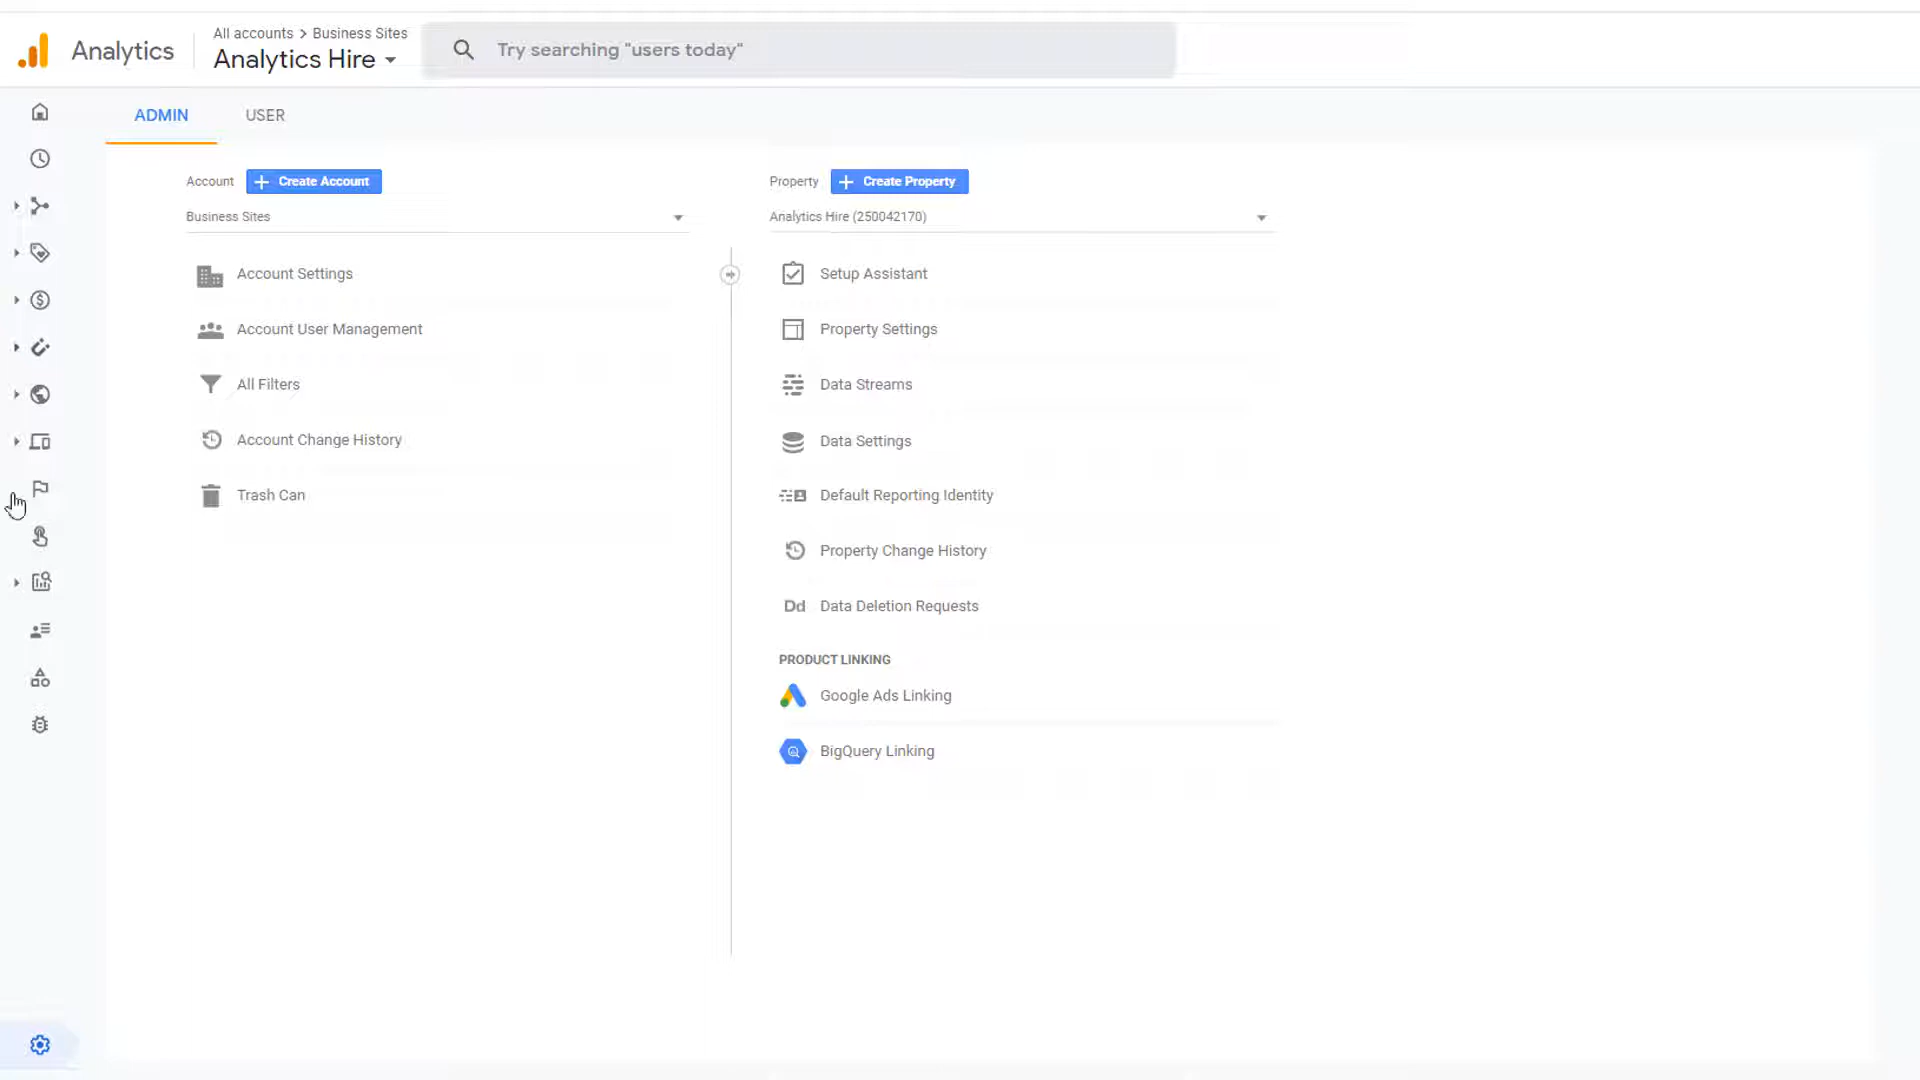 Analytics
All accounts > Business Sites
Analytics Hire
Try searching "users today"
ADMIN
USER
Account
+ Create Account
Business Sites
Account Settings
Account User Management
All Filters
Account Change History
Trash Can
Property
+ Create Property
Analytics Hire (250042170)
Setup Assistant
Property Settings
Data Streams
Data Settings
Default Reporting Identity
Property Change History
Dd Data Deletion Requests
PRODUCT LINKING
Google Ads Linking
BigQuery Linking